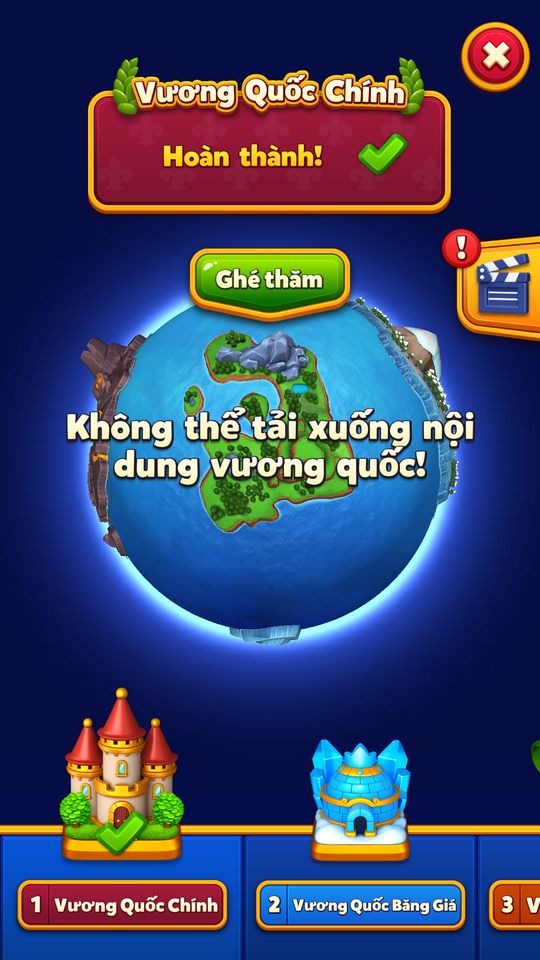 Vương Quốc Chính
Hoàn thành!
!
Ghé thăm
Không thể tải xuống nội
dung vương quốc!
1 Vương Quốc Chính
2 Vương Quốc Băng Giá
3 V